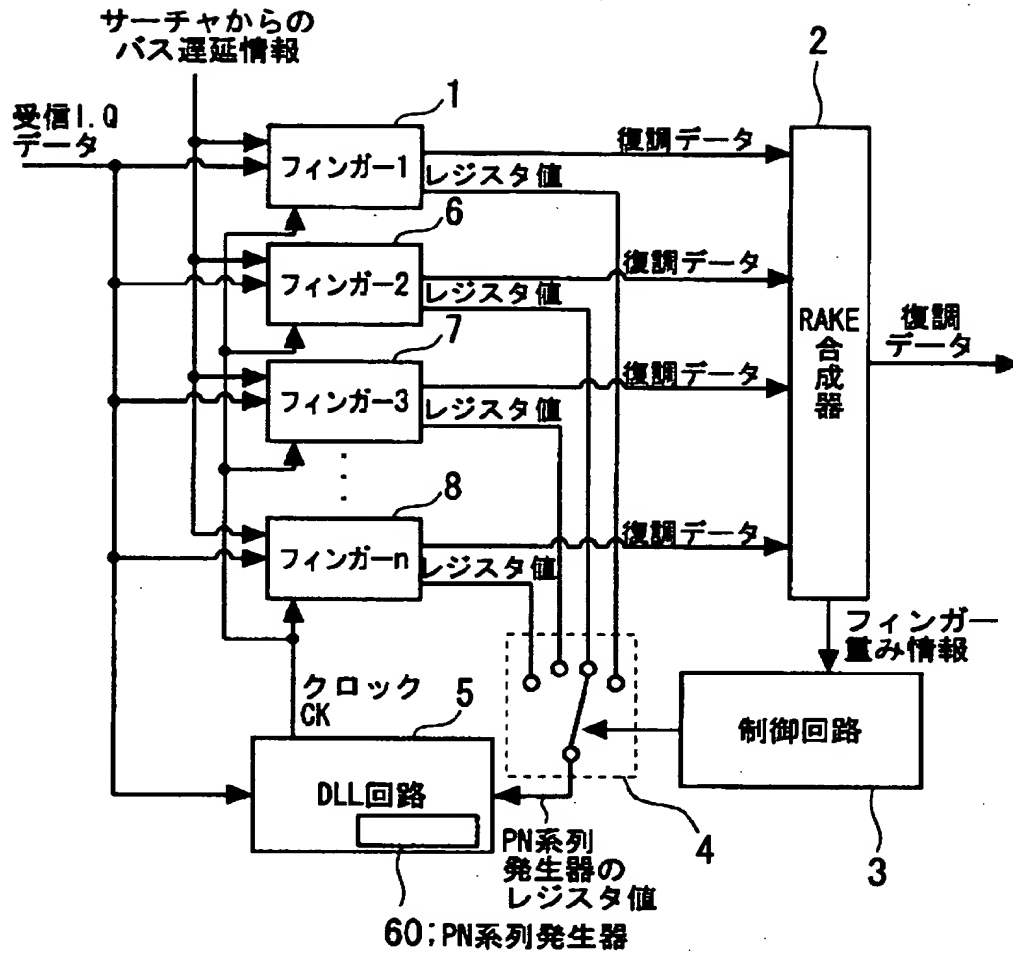 サーチャからの
バス遅延情報
受信I.Q
データ
1
フィンガー1
復調データ
レジスタ値
2
6
フィンガー2
復調データ
レジスタ値
7
フィンガー3
復調データ
レジスタ値
8
フィンガーn
復調データ
レジスタ値
RAKE
合
成
器
復調
データ
フィンガー
重み情報
クロック
CK
5
DLL回路
制御回路
PN系列
発生器の
レジスタ値
4
3
60;PN系列発生器